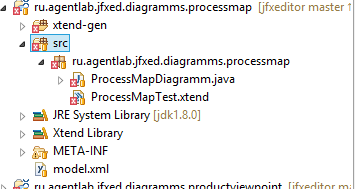 ru.agentlab.jfxed.diagramms.processmap [jfxeditor master ↑
xtend-gen
src
ru.agentlab.jfxed.diagramms.processmap
ProcessMapDiagramm.java
ProcessMapTest.xtend
JRE System Library [jdk1.8.0]
Xtend Library
META-INF
model.xml
ru.agentlab.jfxed.diagramms.productviewpoint [jfxeditor